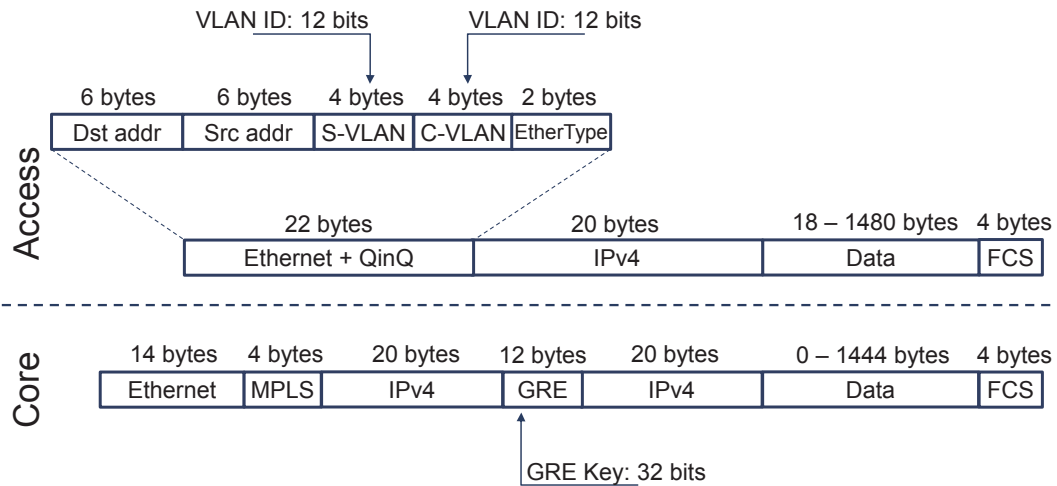 VLAN ID: 12 bits VLAN ID: 12 bits
6 bytes 6 bytes 4 bytes 4 bytes 2 bytes
Dst addr Src addr S-VLAN C-VLAN EtherType
Access
22 bytes 20 bytes 18 – 1480 bytes 4 bytes
Ethernet + QinQ IPv4 Data FCS
Core
14 bytes 4 bytes 20 bytes 12 bytes 20 bytes 0 – 1444 bytes 4 bytes
Ethernet MPLS IPv4 GRE IPv4 Data FCS
GRE Key: 32 bits